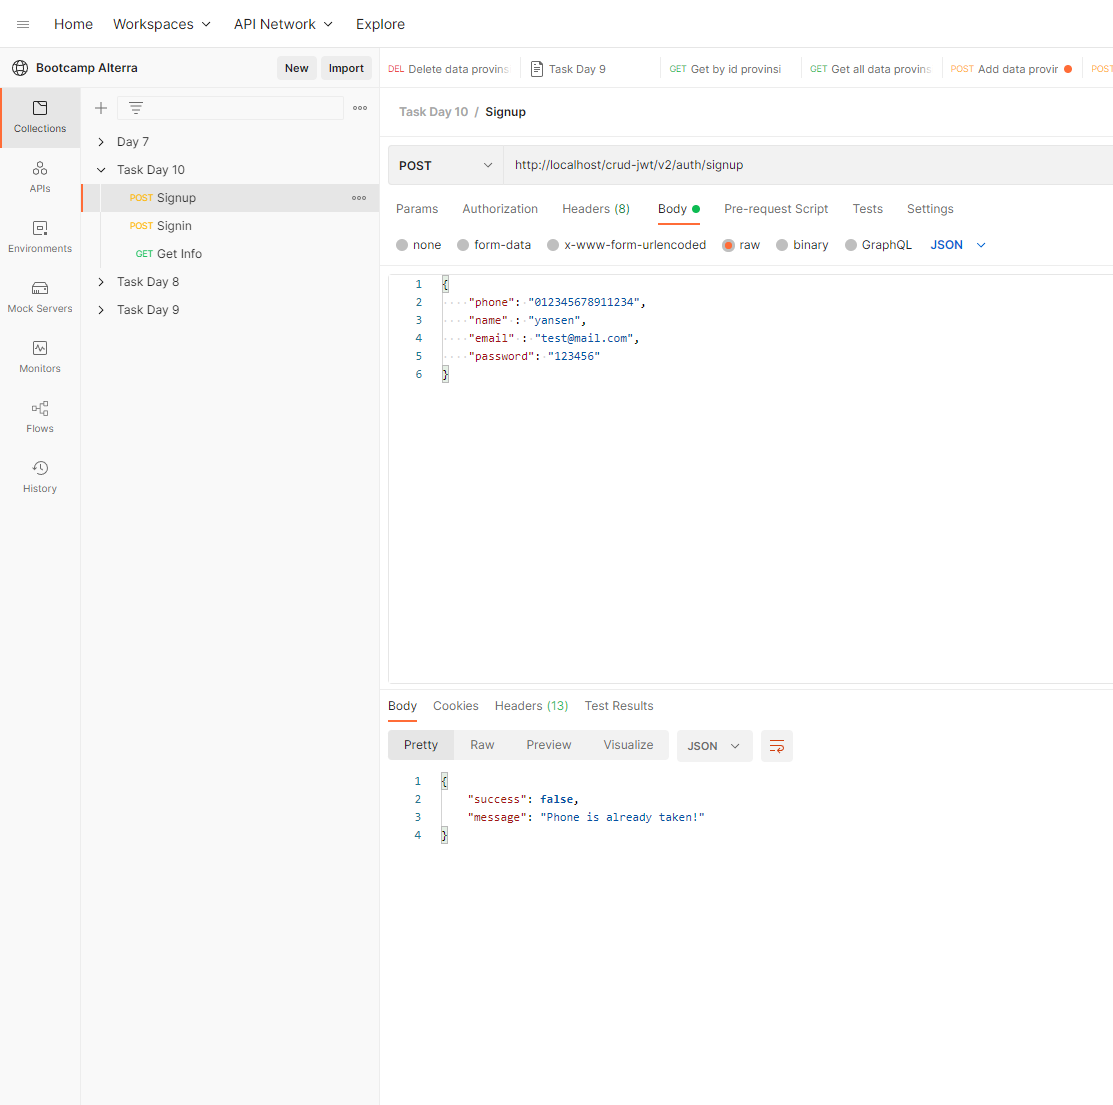 Home Workspaces API Network Explore
Bootcamp Alterra New Import
DEL Delete data provins Task Day 9 GET Get by id provinsi GET Get all data provins POST Add data provin POST
Collections
APIs
Environments
Mock Servers
Monitors
Flows
History
Day 7
Task Day 10
POST Signup
POST Signin
GET Get Info
Task Day 8
Task Day 9
Task Day 10 / Signup
POST http://localhost/crud-jwt/v2/auth/signup
Params Authorization Headers (8) Body Pre-request Script Tests Settings
none form-data x-www-form-urlencoded raw binary GraphQL JSON
1 {
2 "phone": "012345678911234",
3 "name" : "yansen",
4 "email" : "test@mail.com",
5 "password": "123456"
6 }
Body Cookies Headers (13) Test Results
Pretty Raw Preview Visualize JSON
1 {
2 "success": false,
3 "message": "Phone is already taken!"
4 }